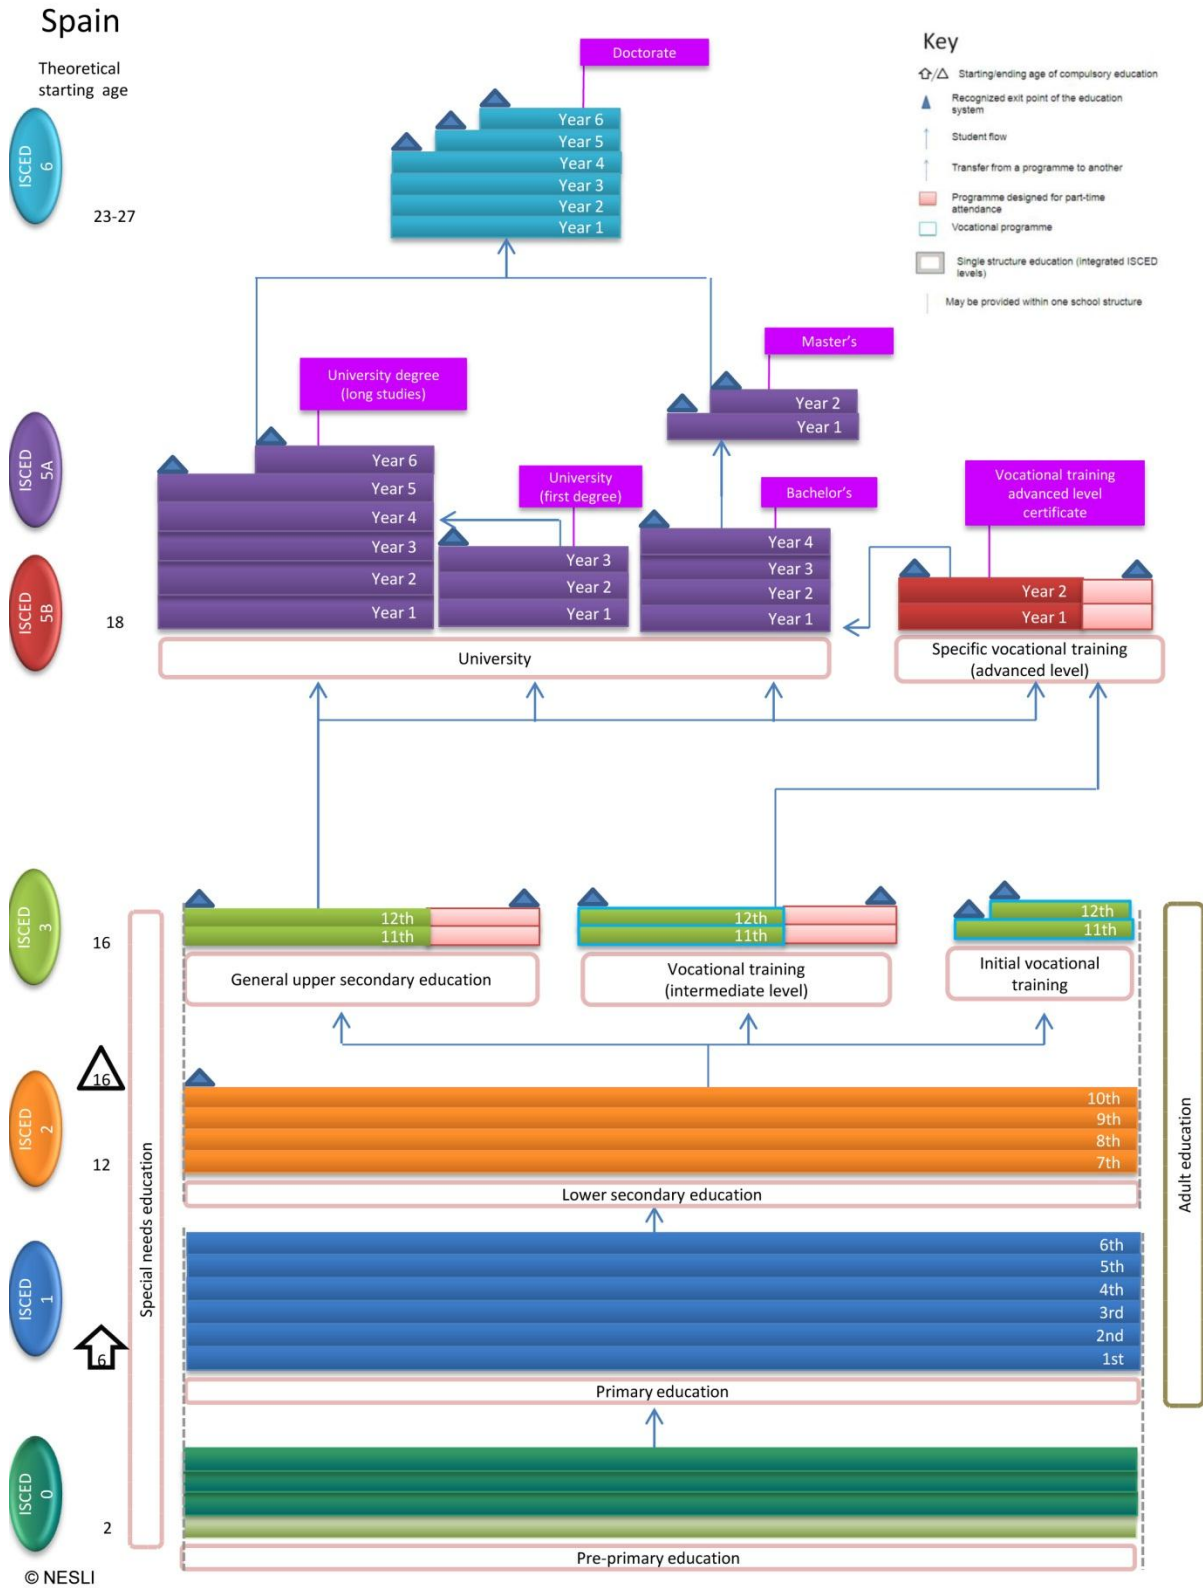 Spain
Theoretical
starting age
Key
Starting/ending age of compulsory education
Recognized exit point of the education
system
Student flow
Transfer from a programme to another
Programme designed for part-time
attendance
Vocational programme
Single structure education (integrated ISCED
levels)
May be provided within one school structure
ISCED
6
23-27
Doctorate
Year 6
Year 5
Year 4
Year 3
Year 2
Year 1
ISCED
5A
University degree
(long studies)
Year 6
Year 5
Year 4
Year 3
Year 2
Year 1
University
(first degree)
Year 3
Year 2
Year 1
Master's
Year 2
Year 1
Bachelor's
Year 4
Year 3
Year 2
Year 1
Vocational training
advanced level
certificate
Year 2
Year 1
ISCED
5B
18
University
Specific vocational training
(advanced level)
ISCED
3
16
12th
11th
General upper secondary education
12th
11th
Vocational training
(intermediate level)
12th
11th
Initial vocational
training
16
ISCED
2
12
10th
9th
8th
7th
Lower secondary education
ISCED
1
6
6th
5th
4th
3rd
2nd
1st
Primary education
ISCED
0
2
Pre-primary education
Special needs education
Adult education
© NESLI